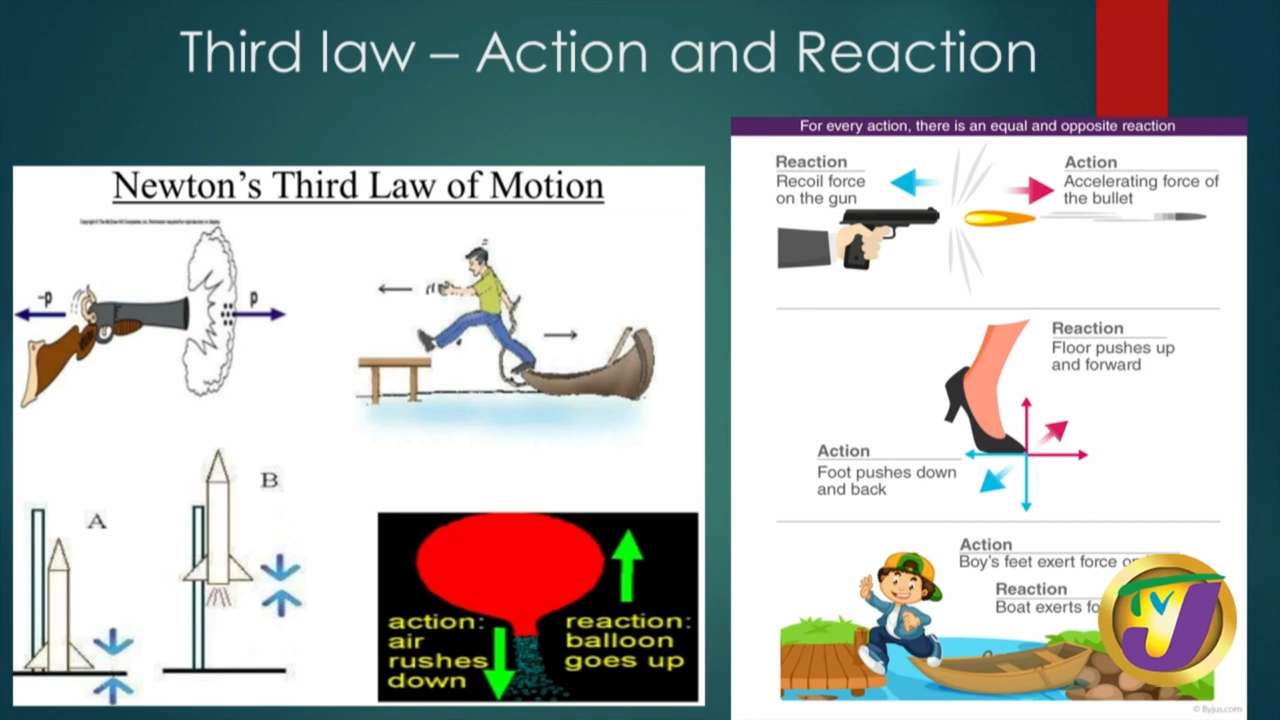 Third law – Action and Reaction
Newton's Third Law of Motion
-p
p
A
B
action:
air
rushes
down
reaction:
balloon
goes up
For every action, there is an equal and opposite reaction
Reaction
Recoil force
on the gun
Action
Accelerating force of
the bullet
Reaction
Floor pushes up
and forward
Action
Foot pushes down
and back
Action
Boy's feet exert force
Reaction
Boat exerts
TVJ
© Byjus.com